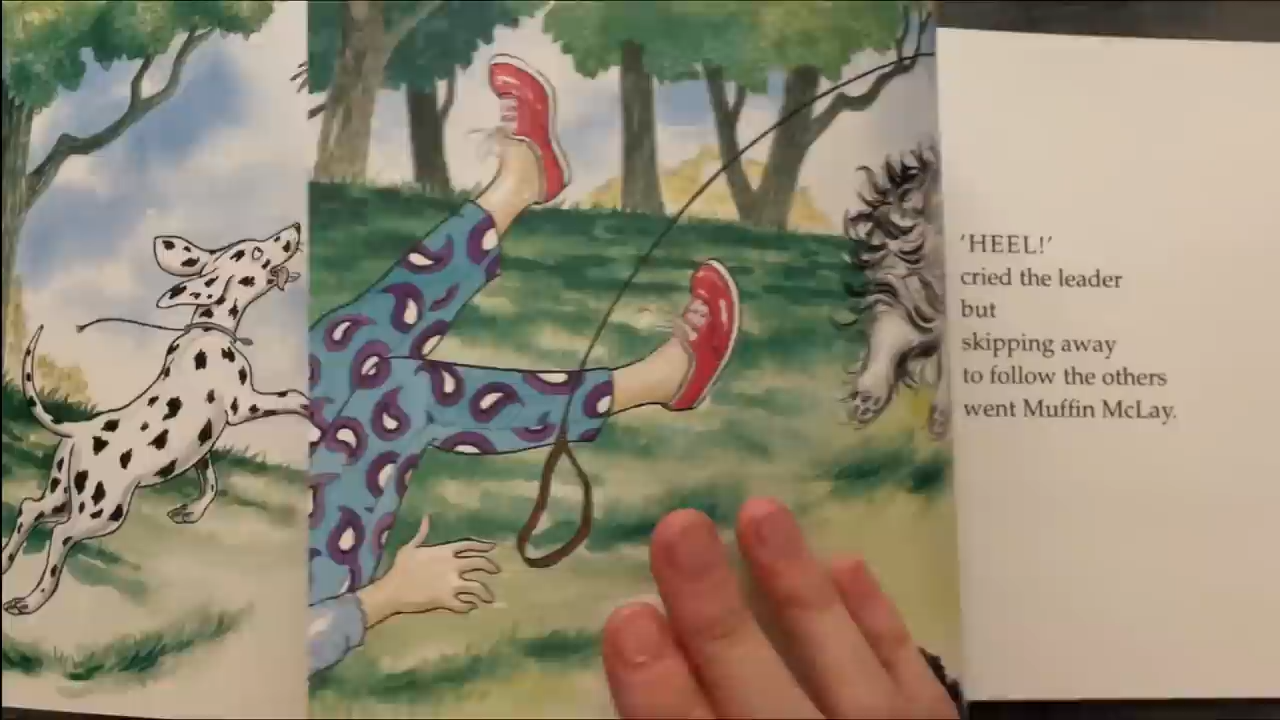 'HEEL!'
cried the leader
but
skipping away
to follow the others
went Muffin McLay.